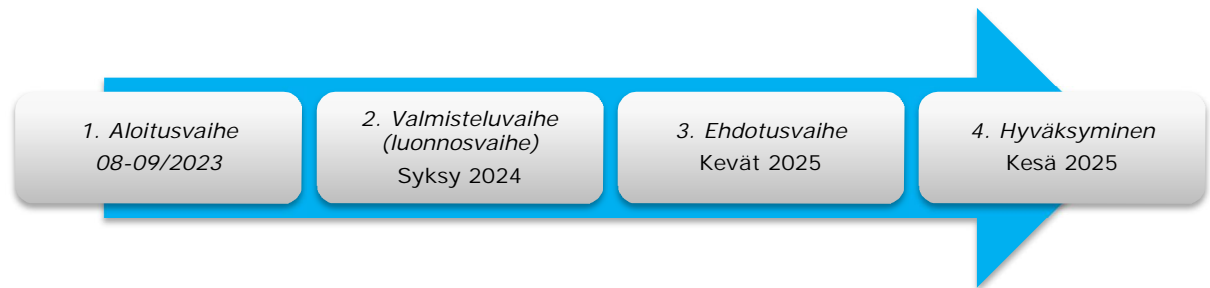 1. Aloitusvaihe
08-09/2023
2. Valmisteluvaihe
(luonnosvaihe)
Syksy 2024
3. Ehdotusvaihe
Kevät 2025
4. Hyväksyminen
Kesä 2025